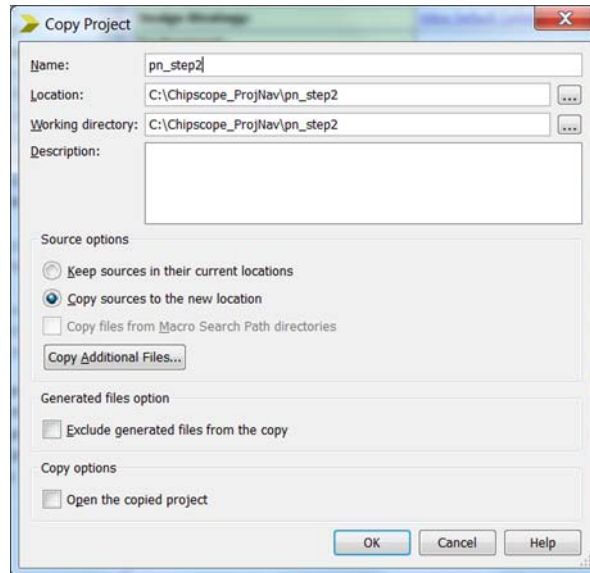 Copy Project
Name: pn_step2
Location: C:\Chipscope_ProjNav\pn_step2 ...
Working directory: C:\Chipscope_ProjNav\pn_step2 ...
Description:
Source options
Keep sources in their current locations
Copy sources to the new location
Copy files from Macro Search Path directories
Copy Additional Files...
Generated files option
Exclude generated files from the copy
Copy options
Open the copied project
OK Cancel Help